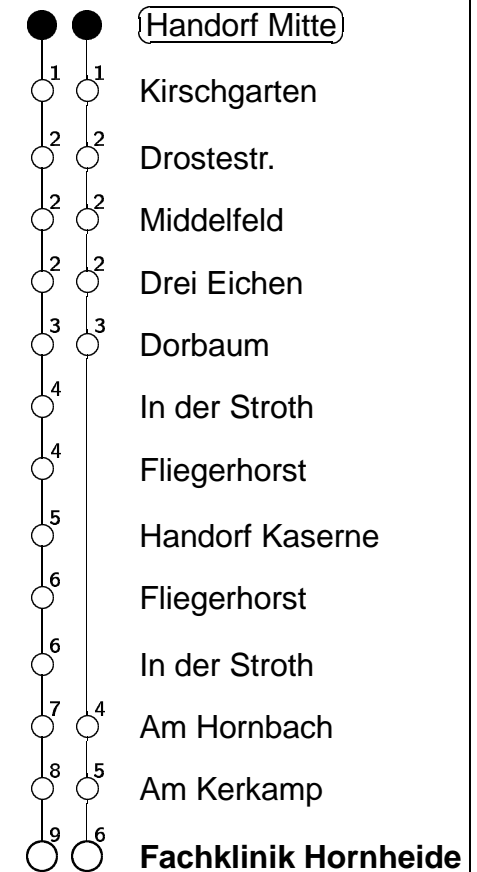 Handorf Mitte
1 1 Kirschgarten
2 2 Drostestr.
2 2 Middelfeld
2 2 Drei Eichen
3 3 Dorbaum
4 In der Stroth
4 Fliegerhorst
5 Handorf Kaserne
6 Fliegerhorst
6 In der Stroth
7 4 Am Hornbach
8 5 Am Kerkamp
9 6 Fachklinik Hornheide